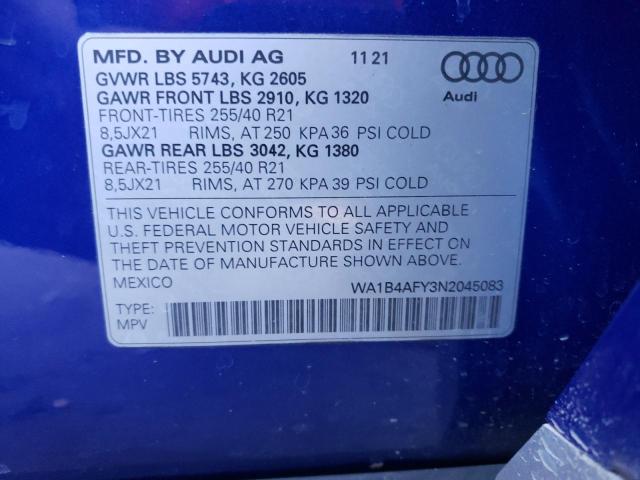 MFD. BY AUDI AG 11 21
GVWR LBS 5743, KG 2605
GAWR FRONT LBS 2910, KG 1320
Audi
FRONT-TIRES 255/40 R21
8,5JX21 RIMS, AT 250 KPA 36 PSI COLD
GAWR REAR LBS 3042, KG 1380
REAR-TIRES 255/40 R21
8,5JX21 RIMS, AT 270 KPA 39 PSI COLD
THIS VEHICLE CONFORMS TO ALL APPLICABLE
U.S. FEDERAL MOTOR VEHICLE SAFETY AND
THEFT PREVENTION STANDARDS IN EFFECT ON
THE DATE OF MANUFACTURE SHOWN ABOVE.
MEXICO WA1B4AFY3N2045083
TYPE:
MPV